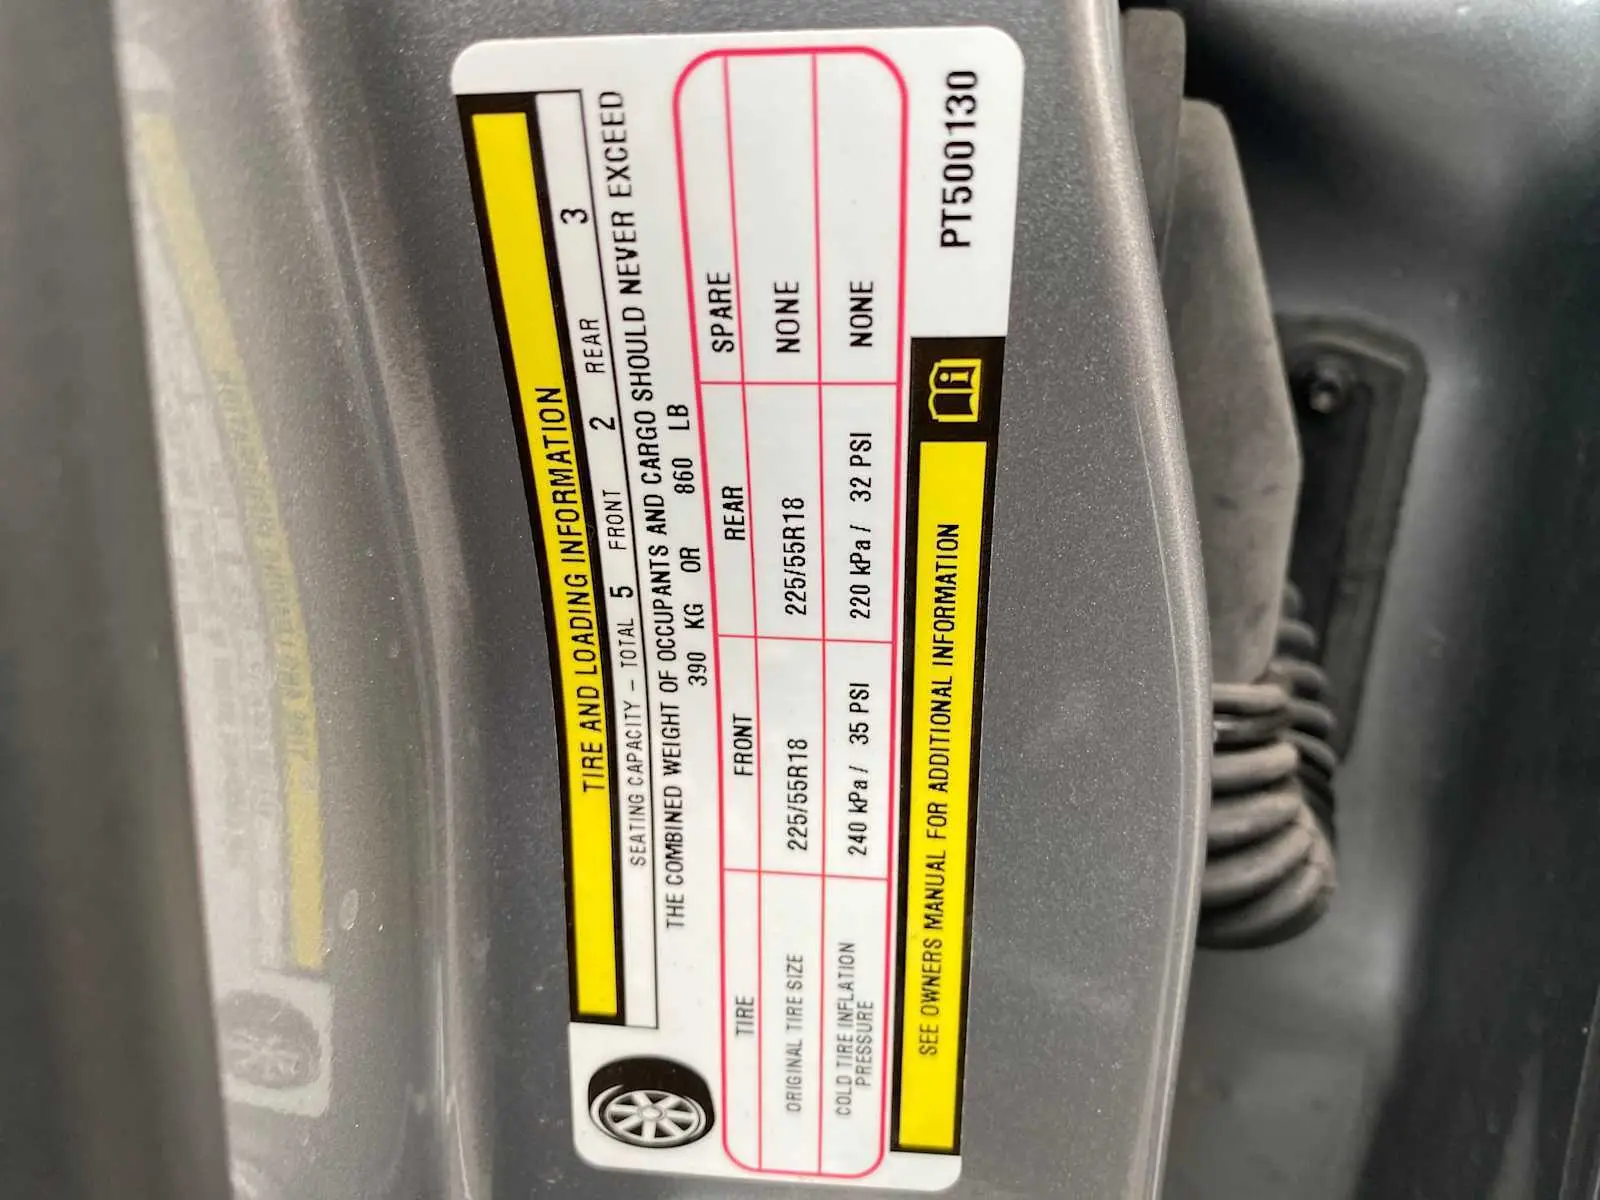 TIRE AND LOADING INFORMATION
SEATING CAPACITY - TOTAL 5 FRONT 2 REAR 3
THE COMBINED WEIGHT OF OCCUPANTS AND CARGO SHOULD NEVER EXCEED
390 KG OR 860 LB
TIRE FRONT REAR SPARE
ORIGINAL TIRE SIZE 225/55R18 225/55R18 NONE
COLD TIRE INFLATION PRESSURE 240 kPa / 35 PSI 220 kPa / 32 PSI NONE
SEE OWNERS MANUAL FOR ADDITIONAL INFORMATION
PT500130